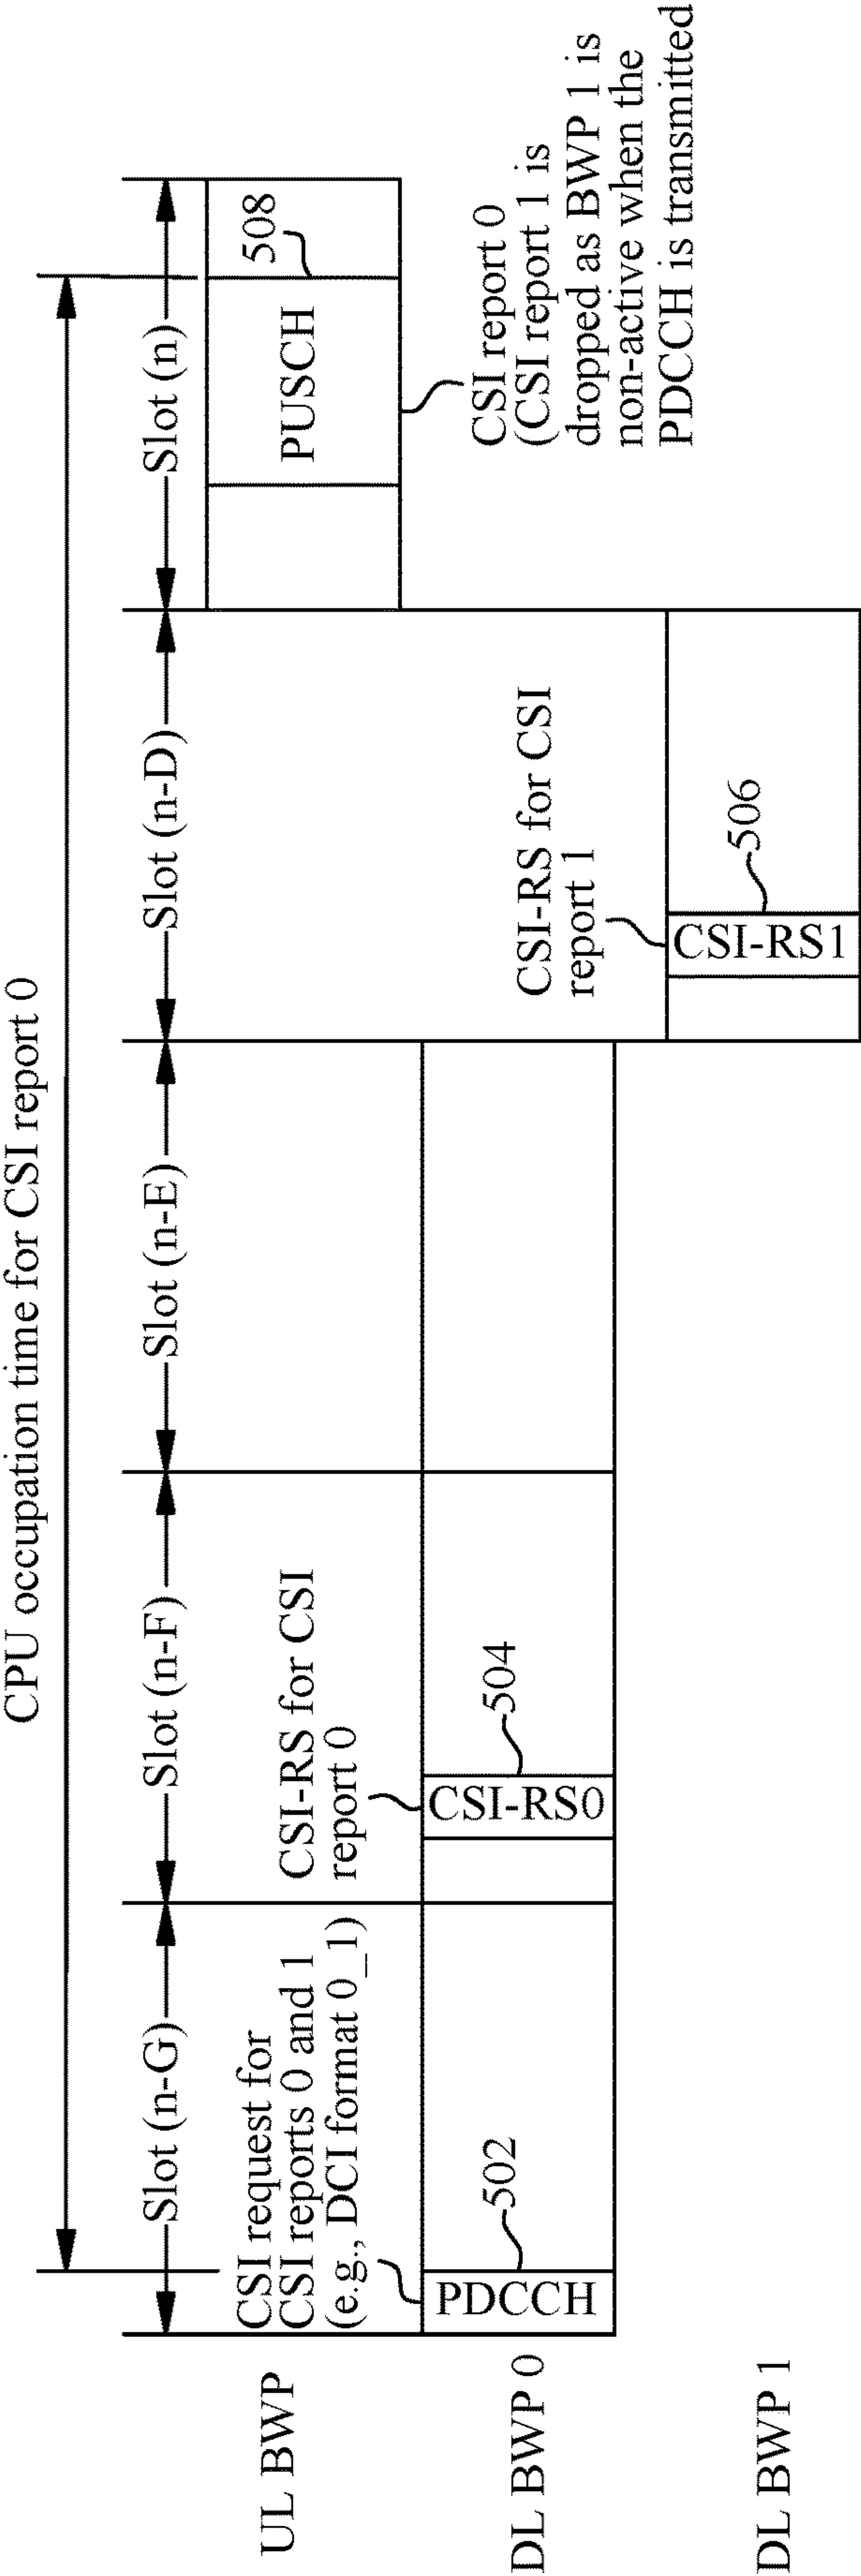 CPU occupation time for CSI report 0
Slot (n-G)
Slot (n-F)
Slot (n-E)
Slot (n-D)
Slot (n)
UL BWP
CSI request for
CSI reports 0 and 1
(e.g., DCI format 0_1)
CSI-RS for CSI
report 0
PUSCH
508
DL BWP 0
PDCCH
502
CSI-RS0
504
CSI-RS for CSI
report 1
CSI report 0
(CSI report 1 is
dropped as BWP 1 is
non-active when the
PDCCH is transmitted
DL BWP 1
CSI-RS1
506